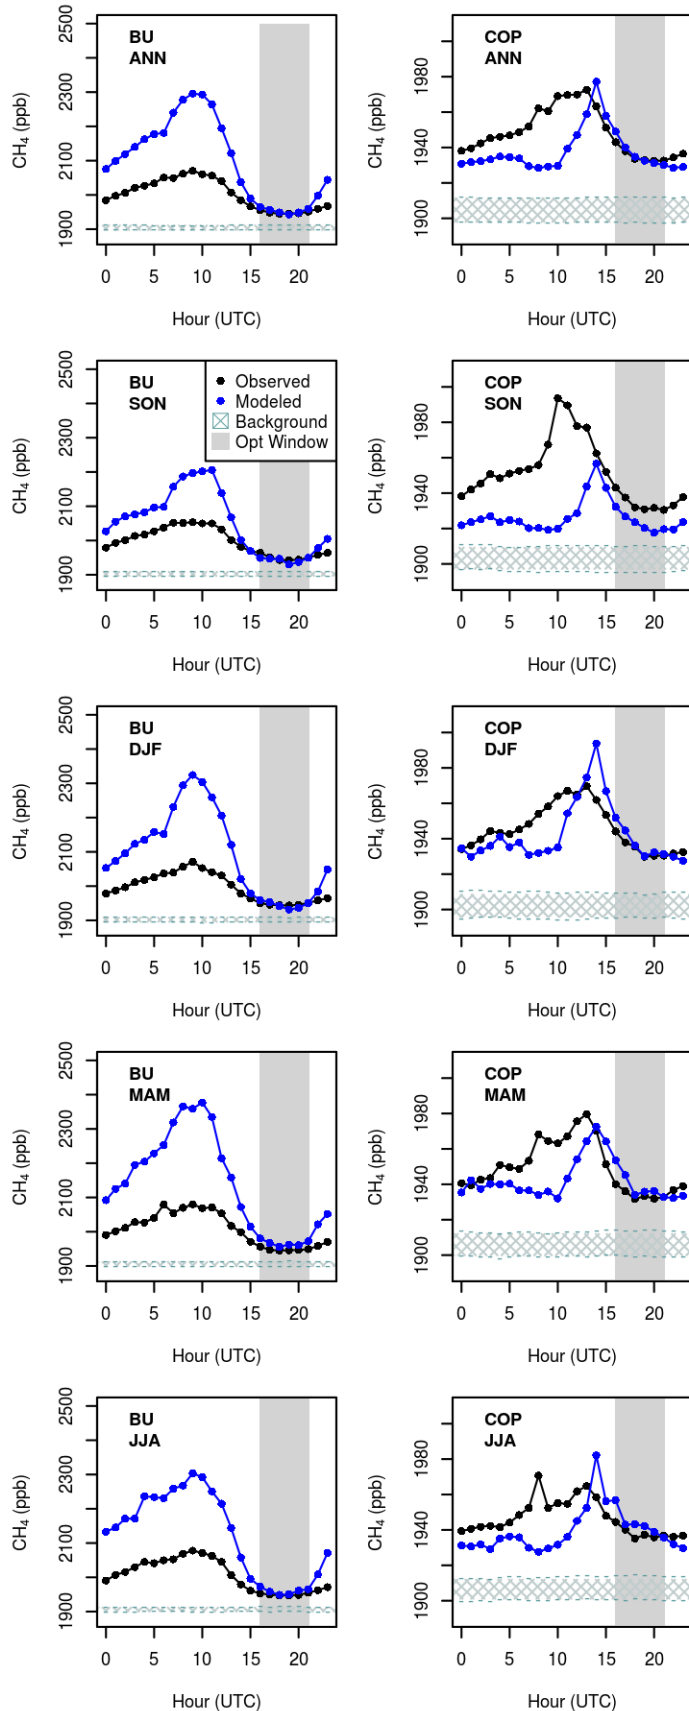 BU
ANN
CH₄ (ppb)
1900 2100 2300 2500
0 5 10 15 20
Hour (UTC)
COP
ANN
CH₄ (ppb)
1900 1940 1980
0 5 10 15 20
Hour (UTC)
BU
SON
Observed
Modeled
Background
Opt Window
CH₄ (ppb)
1900 2100 2300 2500
0 5 10 15 20
Hour (UTC)
COP
SON
CH₄ (ppb)
1900 1940 1980
0 5 10 15 20
Hour (UTC)
BU
DJF
CH₄ (ppb)
1900 2100 2300 2500
0 5 10 15 20
Hour (UTC)
COP
DJF
CH₄ (ppb)
1900 1940 1980
0 5 10 15 20
Hour (UTC)
BU
MAM
CH₄ (ppb)
1900 2100 2300 2500
0 5 10 15 20
Hour (UTC)
COP
MAM
CH₄ (ppb)
1900 1940 1980
0 5 10 15 20
Hour (UTC)
BU
JJA
CH₄ (ppb)
1900 2100 2300 2500
0 5 10 15 20
Hour (UTC)
COP
JJA
CH₄ (ppb)
1900 1940 1980
0 5 10 15 20
Hour (UTC)